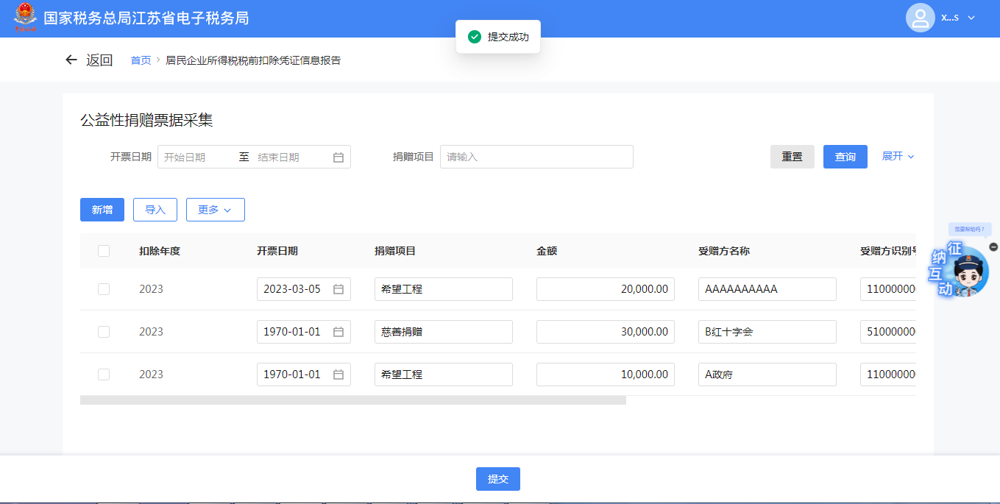 国家税务总局江苏省电子税务局
提交成功
x...s
返回 首页 > 居民企业所得税税前扣除凭证信息报告
公益性捐赠票据采集
开票日期 开始日期 至 结束日期 捐赠项目 请输入 重置 查询 展开
新增 导入 更多
需要帮助吗？
征纳互动
扣除年度 开票日期 捐赠项目 金额 受赠方名称 受赠方识别号
2023 2023-03-05 希望工程 20,000.00 AAAAAAAAAA 11000000
2023 1970-01-01 慈善捐赠 30,000.00 B红十字会 51000000
2023 1970-01-01 希望工程 10,000.00 A政府 11000000
提交